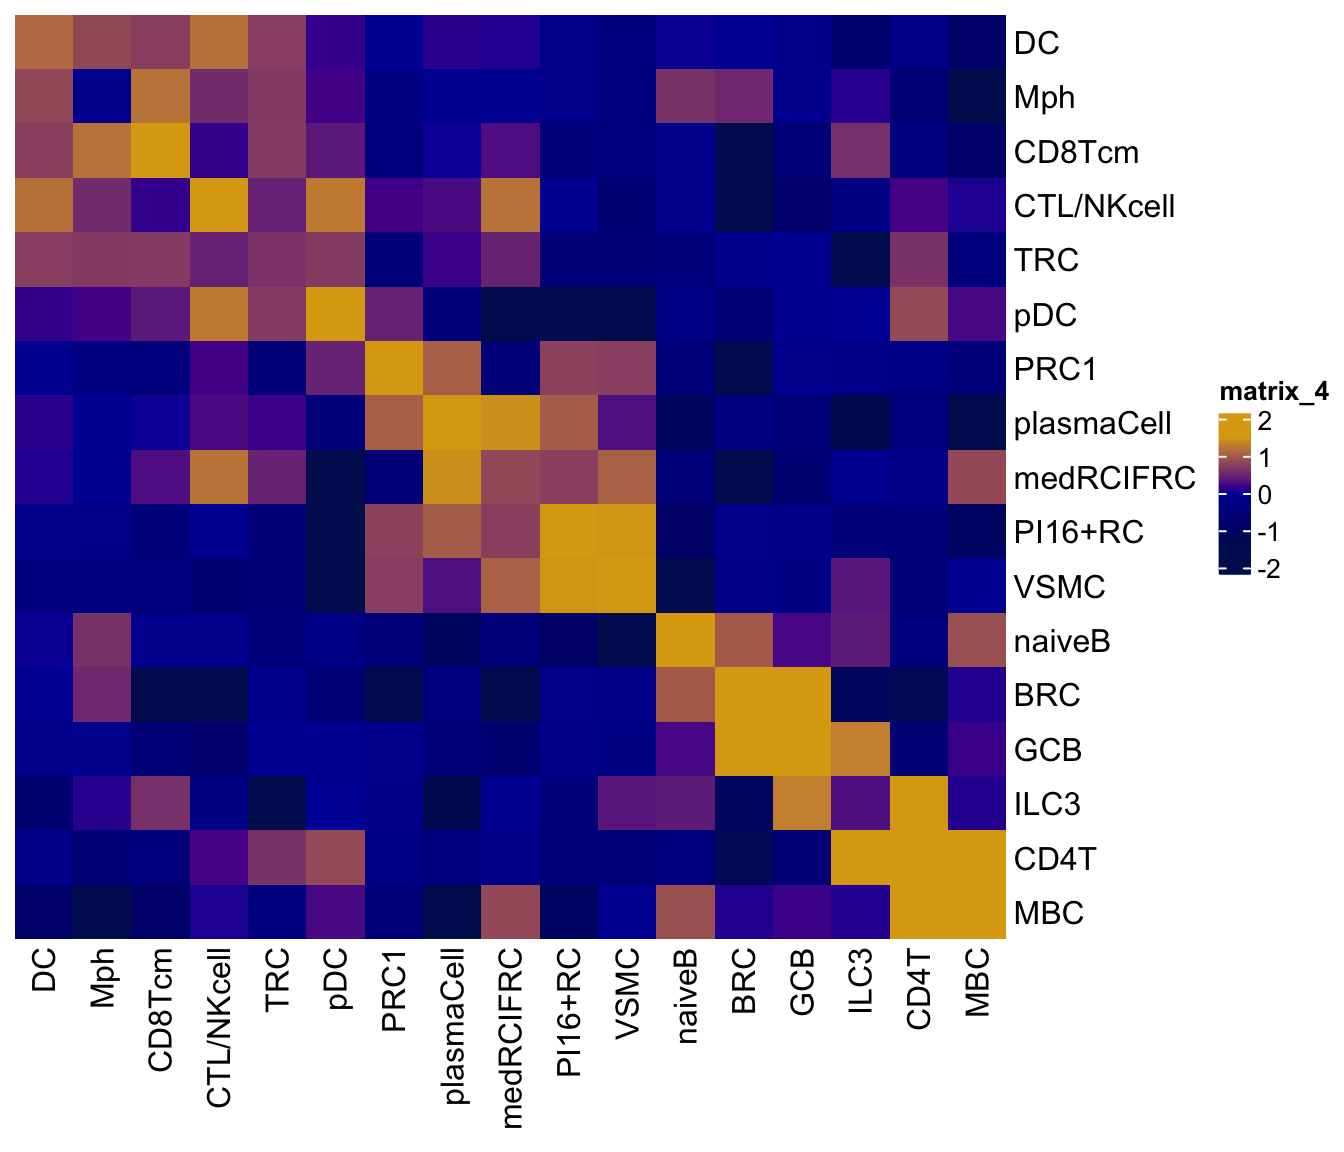 DC
Mph
CD8Tcm
CTL/NKcell
TRC
pDC
PRC1
plasmaCell
medRCIFRC
PI16+RC
VSMC
naiveB
BRC
GCB
ILC3
CD4T
MBC
matrix_4
2
1
0
-1
-2
DC
Mph
CD8Tcm
CTL/NKcell
TRC
pDC
PRC1
plasmaCell
medRCIFRC
PI16+RC
VSMC
naiveB
BRC
GCB
ILC3
CD4T
MBC